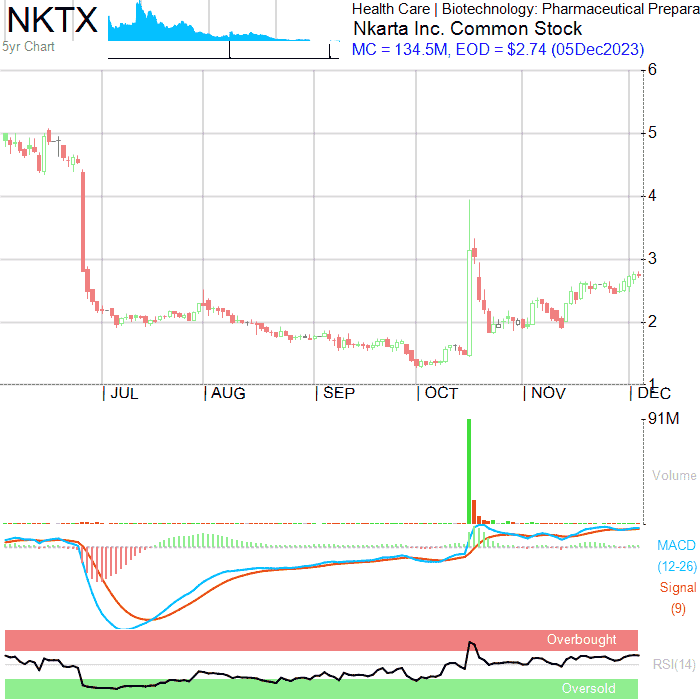 NKTX
5yr Chart
Health Care | Biotechnology: Pharmaceutical Prepara
Nkarta Inc. Common Stock
MC = 134.5M, EOD = $2.74 (05Dec2023)
6
5
4
3
2
1
JUL
AUG
SEP
OCT
NOV
DEC
91M
Volume
MACD
(12-26)
Signal
(9)
Overbought
RSI(14)
Oversold